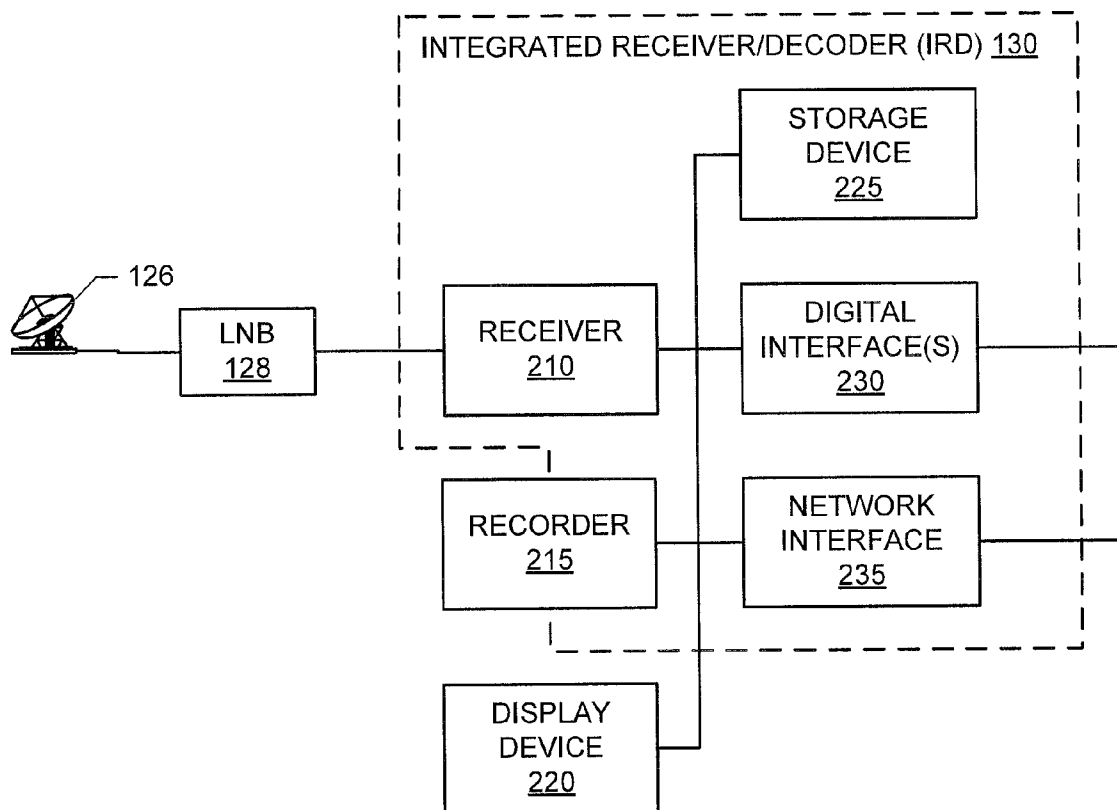 INTEGRATED RECEIVER/DECODER (IRD) 130
STORAGE
DEVICE
225
126
LNB
128
RECEIVER
210
DIGITAL
INTERFACE(S)
230
RECORDER
215
NETWORK
INTERFACE
235
DISPLAY
DEVICE
220